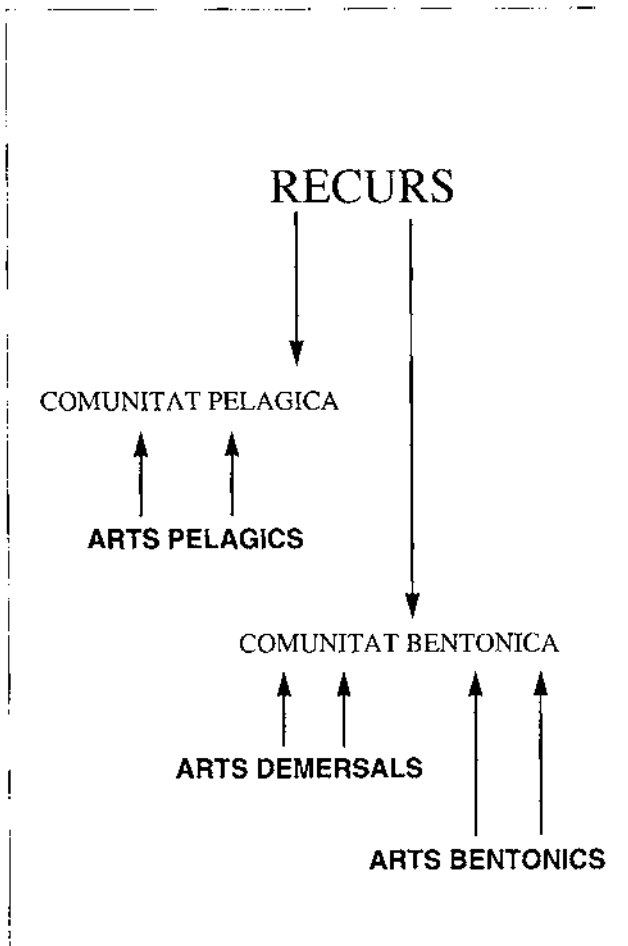 RECURS
COMUNITAT PELAGICA
ARTS PELAGICS
COMUNITAT BENTONICA
ARTS DEMERSALS
ARTS BENTONICS